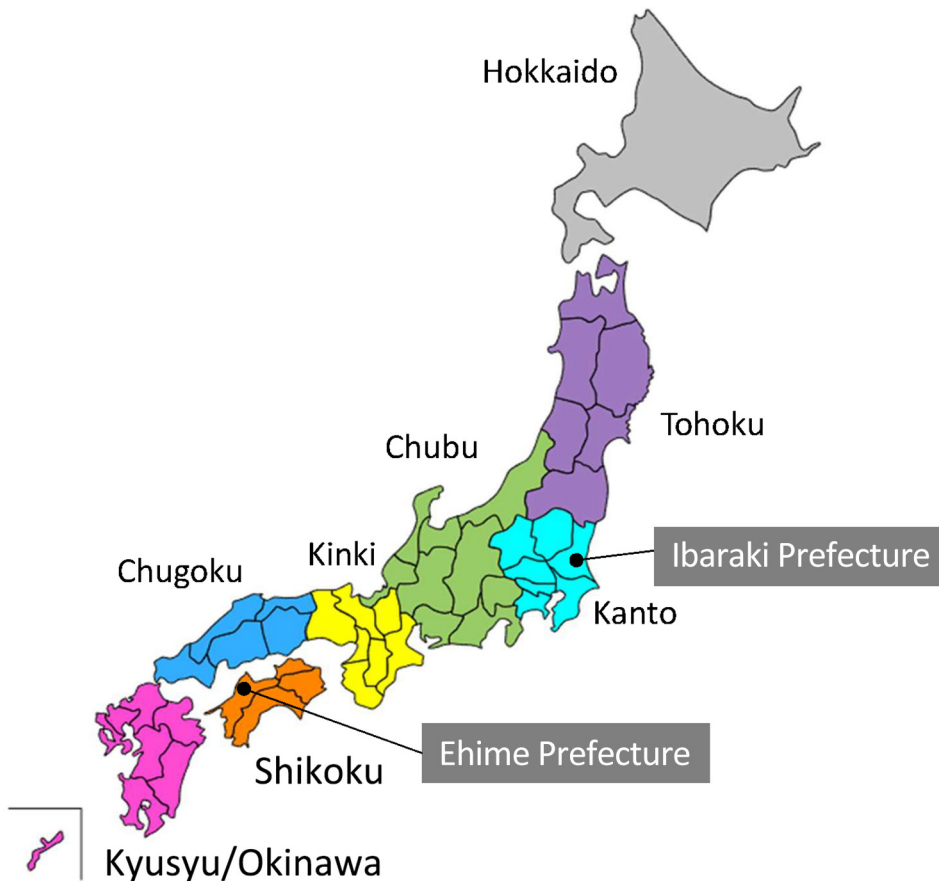 Hokkaido
Tohoku
Chubu
Ibaraki Prefecture
Kinki
Chugoku
Kanto
Ehime Prefecture
Shikoku
Kyusyu/Okinawa